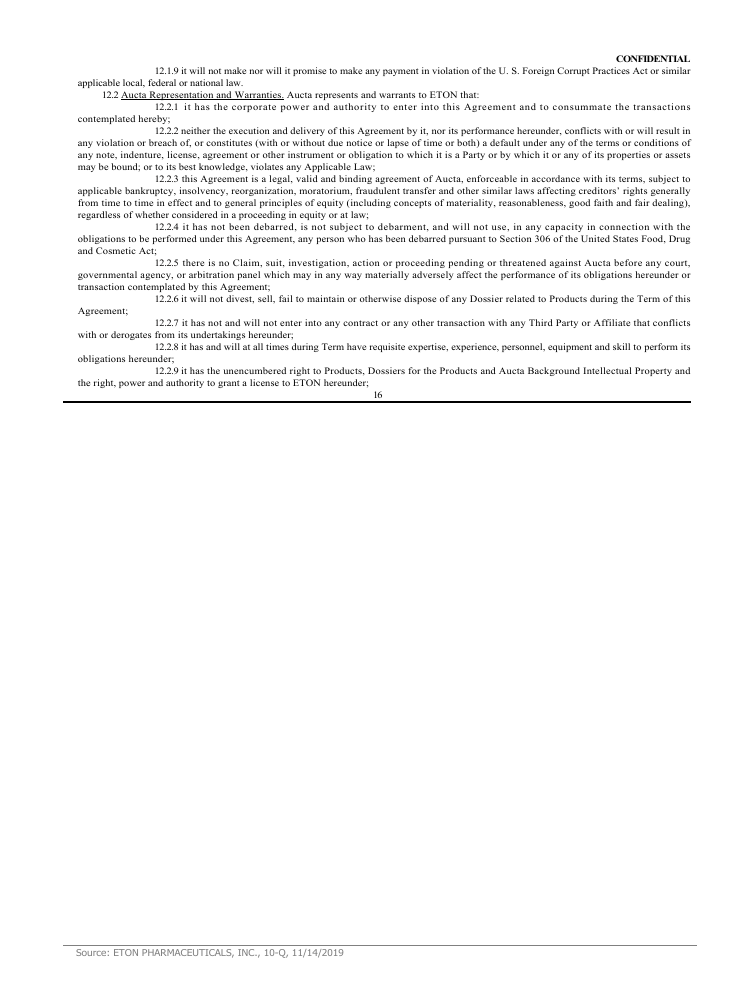 CONFIDENTIAL
12.1.9 it will not make nor will it promise to make any payment in violation of the U. S. Foreign Corrupt Practices Act or similar
applicable local, federal or national law.
12.2 Aucta Representation and Warranties. Aucta represents and warrants to ETON that:
12.2.1 it has the corporate power and authority to enter into this Agreement and to consummate the transactions
contemplated hereby;
12.2.2 neither the execution and delivery of this Agreement by it, nor its performance hereunder, conflicts with or will result in
any violation or breach of, or constitutes (with or without due notice or lapse of time or both) a default under any of the terms or conditions of
any note, indenture, license, agreement or other instrument or obligation to which it is a Party or by which it or any of its properties or assets
may be bound; or to its best knowledge, violates any Applicable Law;
12.2.3 this Agreement is a legal, valid and binding agreement of Aucta, enforceable in accordance with its terms, subject to
applicable bankruptcy, insolvency, reorganization, moratorium, fraudulent transfer and other similar laws affecting creditors’ rights generally
from time to time in effect and to general principles of equity (including concepts of materiality, reasonableness, good faith and fair dealing),
regardless of whether considered in a proceeding in equity or at law;
12.2.4 it has not been debarred, is not subject to debarment, and will not use, in any capacity in connection with the
obligations to be performed under this Agreement, any person who has been debarred pursuant to Section 306 of the United States Food, Drug
and Cosmetic Act;
12.2.5 there is no Claim, suit, investigation, action or proceeding pending or threatened against Aucta before any court,
governmental agency, or arbitration panel which may in any way materially adversely affect the performance of its obligations hereunder or
transaction contemplated by this Agreement;
12.2.6 it will not divest, sell, fail to maintain or otherwise dispose of any Dossier related to Products during the Term of this
Agreement;
12.2.7 it has not and will not enter into any contract or any other transaction with any Third Party or Affiliate that conflicts
with or derogates from its undertakings hereunder;
12.2.8 it has and will at all times during Term have requisite expertise, experience, personnel, equipment and skill to perform its
obligations hereunder;
12.2.9 it has the unencumbered right to Products, Dossiers for the Products and Aucta Background Intellectual Property and
the right, power and authority to grant a license to ETON hereunder;
16
Source: ETON PHARMACEUTICALS, INC., 10-Q, 11/14/2019